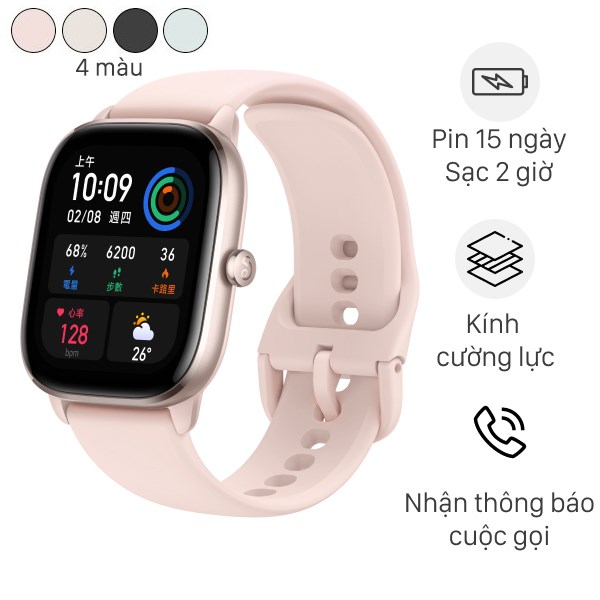 4 màu
上午
10:09
02/08 週四
68% 6200 36
電量 步數 卡路里
心率
128
bpm
26°
Pin 15 ngày
Sạc 2 giờ
Kính
cường lực
Nhận thông báo
cuộc gọi